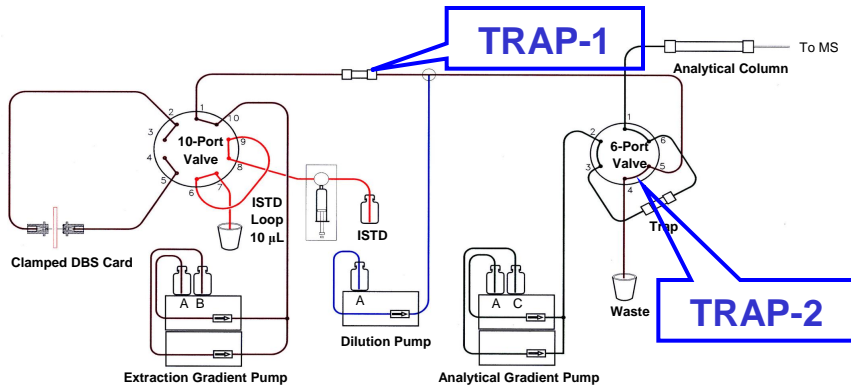 TRAP-1
To MS
Analytical Column
2
1
10
3
10-Port
Valve
9
4
8
5
6
7
ISTD
Loop
10 µL
ISTD
Clamped DBS Card
1
2
6-Port
Valve
6
3
5
4
Trap
A B
A
A C
Waste
TRAP-2
Dilution Pump
Extraction Gradient Pump
Analytical Gradient Pump